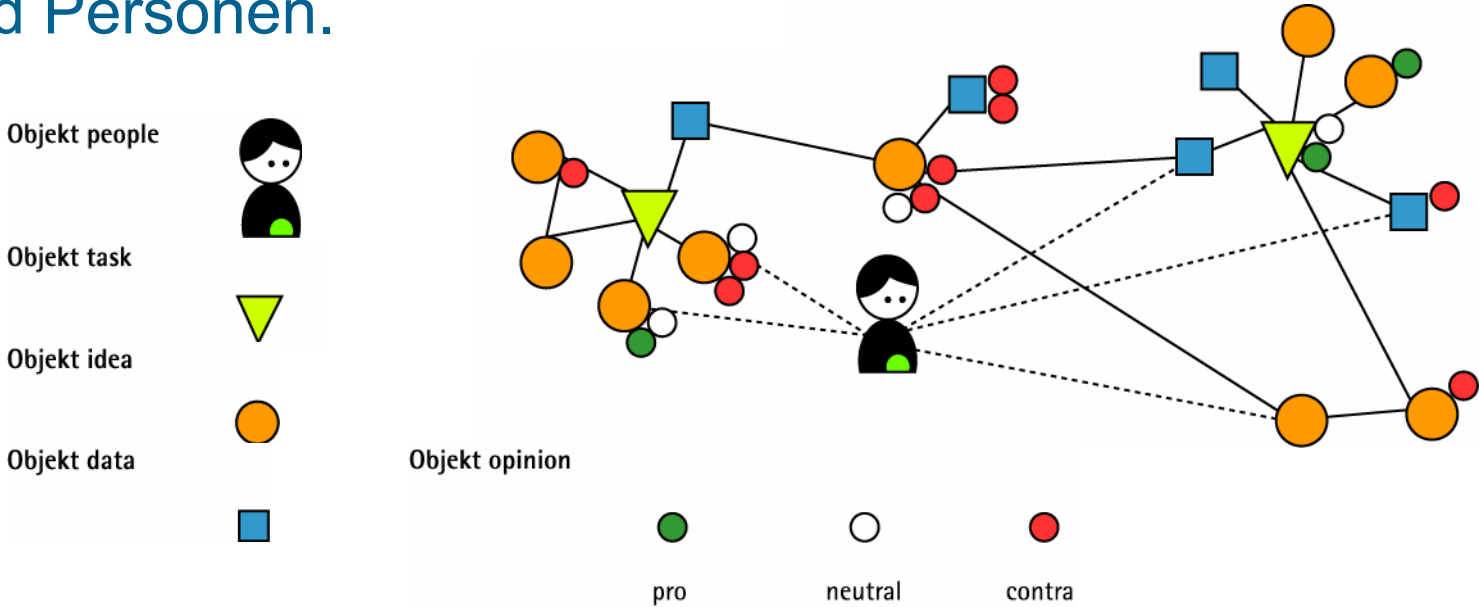 d Personen.
Objekt people
Objekt task
Objekt idea
Objekt data
Objekt opinion
pro
neutral
contra